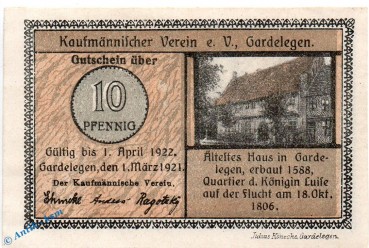 Kaufmännischer Verein e. V., Gardelegen.
Gutschein über
10
PFENNIG
Gültig bis 1. April 1922.
Gardelegen, den 1. März 1921.
Der Kaufmännische Verein.
Ältestes Haus in Garde-
legen, erbaut 1588,
Quartier d. Königin Luise
auf der Flucht am 18. Okt.
1806.
Gardelegen.